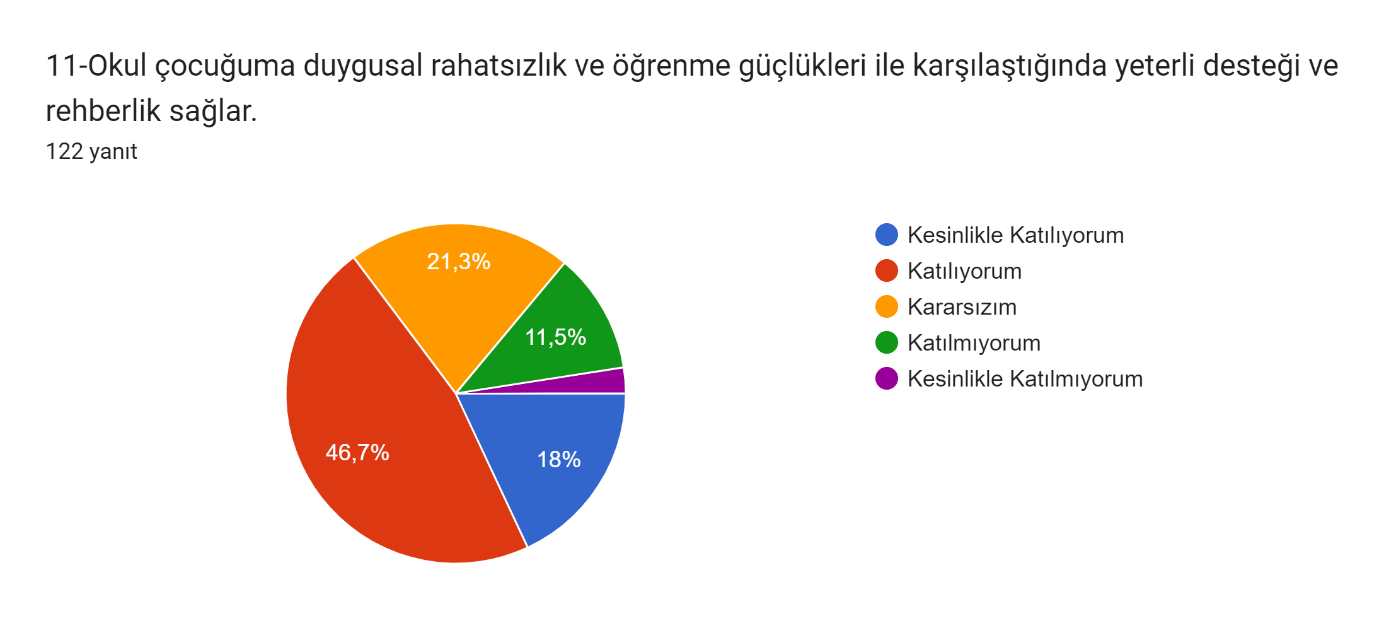 11-Okul çocuğuma duygusal rahatsızlık ve öğrenme güçlükleri ile karşılaştığında yeterli desteği ve
rehberlik sağlar.
122 yanıt
21,3%
11,5%
46,7%
18%
Kesinlikle Katılıyorum
Katılıyorum
Kararsızım
Katılmıyorum
Kesinlikle Katılmıyorum